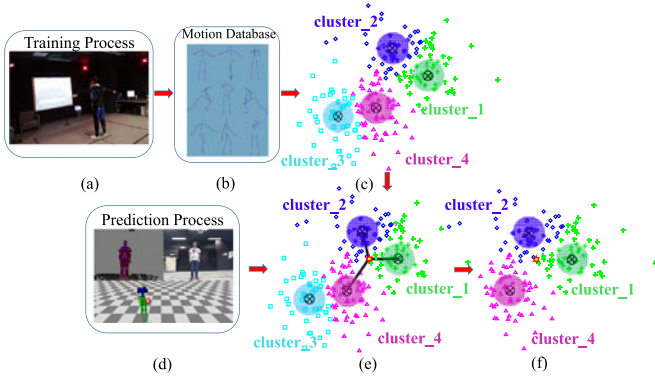 Training Process
Motion Database
cluster_2
cluster_1
cluster_3
cluster_4
(a)
(b)
(c)
Prediction Process
cluster_2
cluster_1
cluster_3
cluster_4
cluster_2
cluster_1
cluster_4
(d)
(e)
(f)